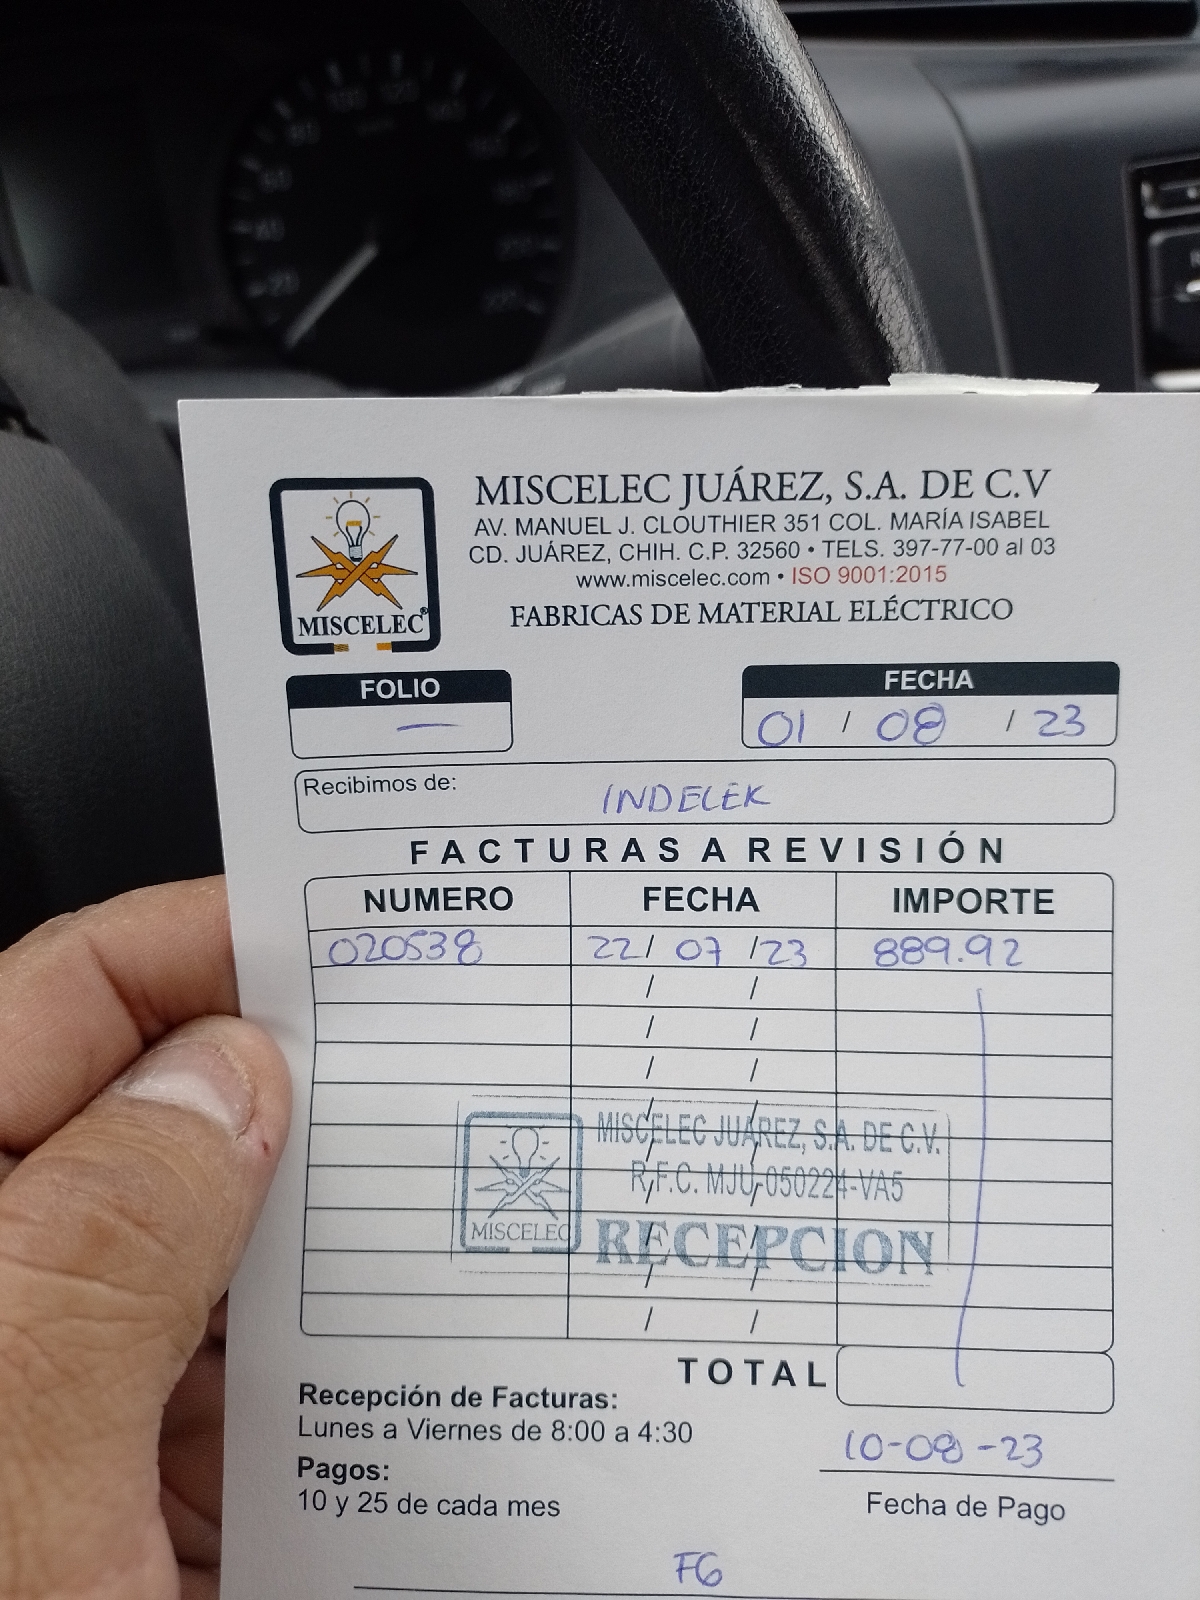 MISCELEC JUÁREZ, S.A. DE C.V
AV. MANUEL J. CLOUTHIER 351 COL. MARÍA ISABEL
CD. JUÁREZ, CHIH. C.P. 32560 • TELS. 397-77-00 al 03
www.miscelec.com • ISO 9001:2015
FABRICAS DE MATERIAL ELÉCTRICO
MISCELEC®
FOLIO
—
FECHA
01 / 08 / 23
Recibimos de: INDELEK
FACTURAS A REVISIÓN
NUMERO FECHA IMPORTE
020538 22/ 07 /23 889.92
/ /
/ /
/ /
/ /
/ /
/ /
/ /
/ /
/ /
MISCELEC JUÁREZ, S.A. DE C.V.
R.F.C. MJU-050224-VA5
MISCELEC RECEPCION
TOTAL
Recepción de Facturas:
Lunes a Viernes de 8:00 a 4:30
Pagos:
10 y 25 de cada mes
10-08-23
Fecha de Pago
FG